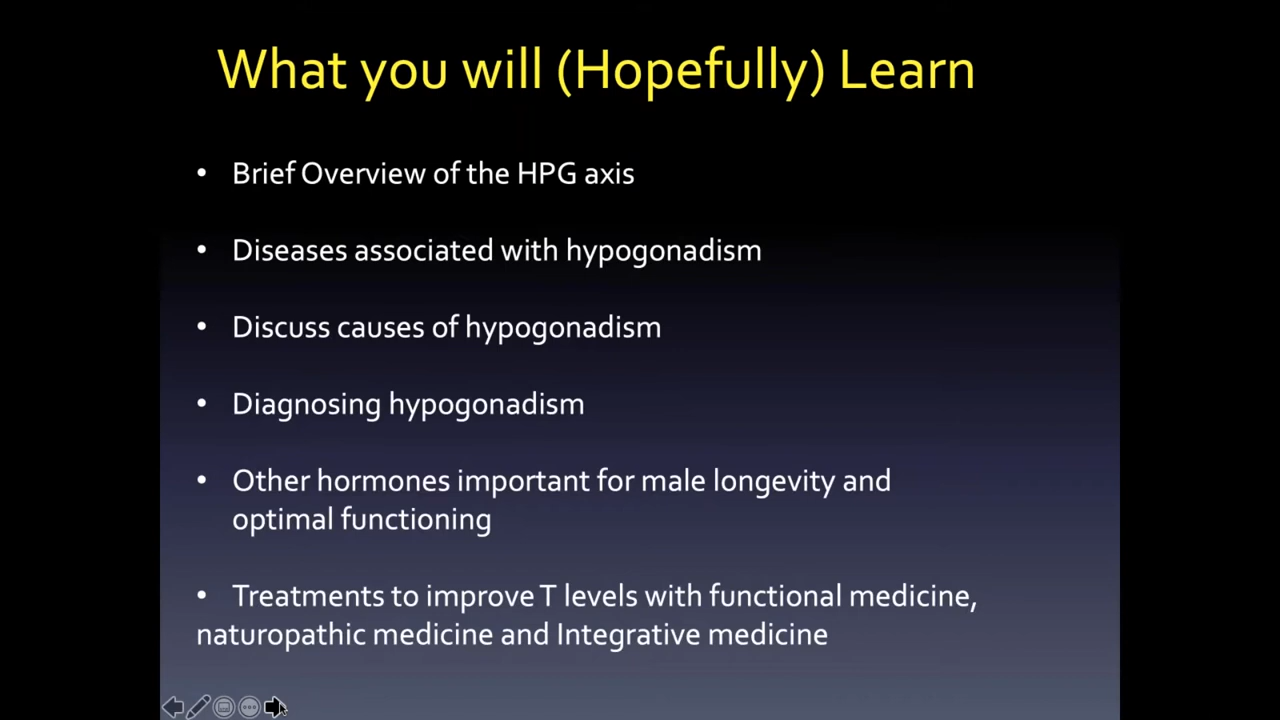 What you will (Hopefully) Learn
• Brief Overview of the HPG axis
• Diseases associated with hypogonadism
• Discuss causes of hypogonadism
• Diagnosing hypogonadism
• Other hormones important for male longevity and
optimal functioning
• Treatments to improve T levels with functional medicine,
naturopathic medicine and Integrative medicine